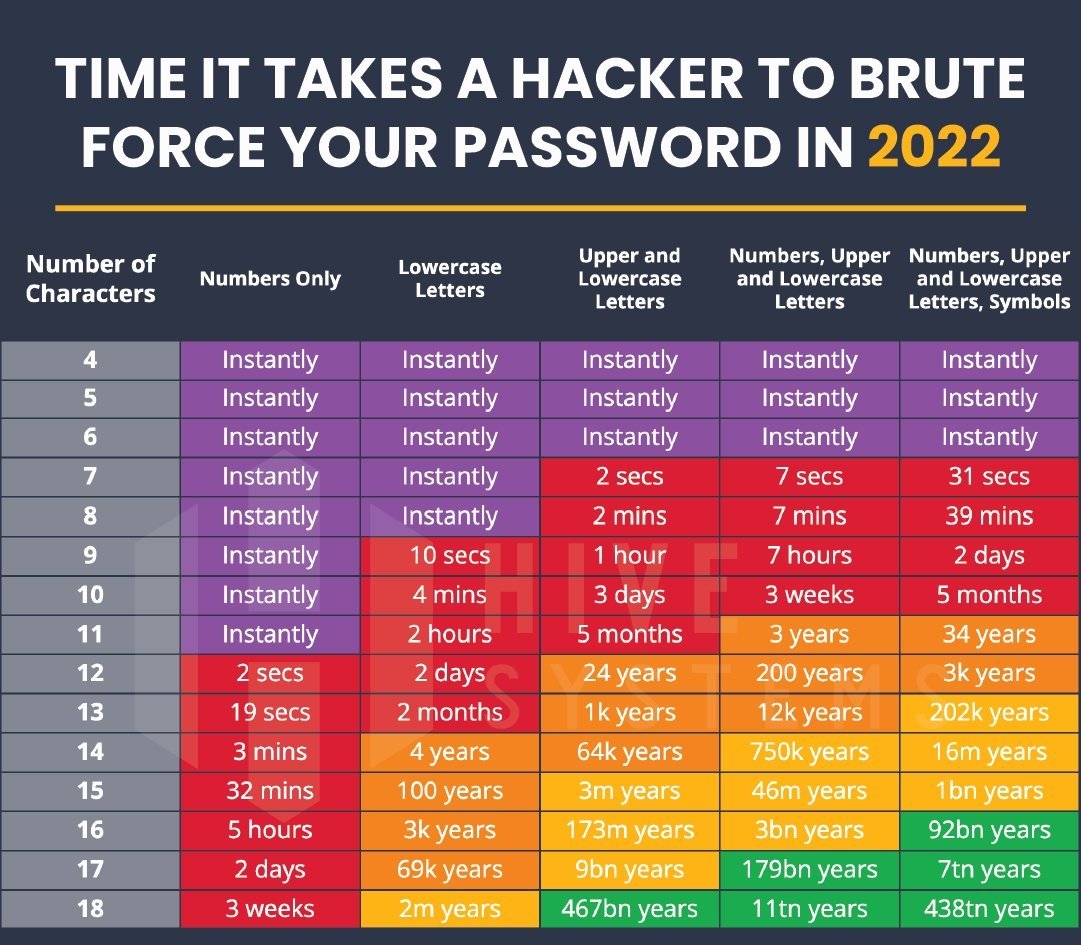 TIME IT TAKES A HACKER TO BRUTE
FORCE YOUR PASSWORD IN 2022
Number of Characters Numbers Only Lowercase Letters Upper and Lowercase Letters Numbers, Upper and Lowercase Letters Numbers, Upper and Lowercase Letters, Symbols
4 Instantly Instantly Instantly Instantly Instantly
5 Instantly Instantly Instantly Instantly Instantly
6 Instantly Instantly Instantly Instantly Instantly
7 Instantly Instantly 2 secs 7 secs 31 secs
8 Instantly Instantly 2 mins 7 mins 39 mins
9 Instantly 10 secs 1 hour 7 hours 2 days
10 Instantly 4 mins 3 days 3 weeks 5 months
11 Instantly 2 hours 5 months 3 years 34 years
12 2 secs 2 days 24 years 200 years 3k years
13 19 secs 2 months 1k years 12k years 202k years
14 3 mins 4 years 64k years 750k years 16m years
15 32 mins 100 years 3m years 46m years 1bn years
16 5 hours 3k years 173m years 3bn years 92bn years
17 2 days 69k years 9bn years 179bn years 7tn years
18 3 weeks 2m years 467bn years 11tn years 438tn years
HIVE
SYSTEMS